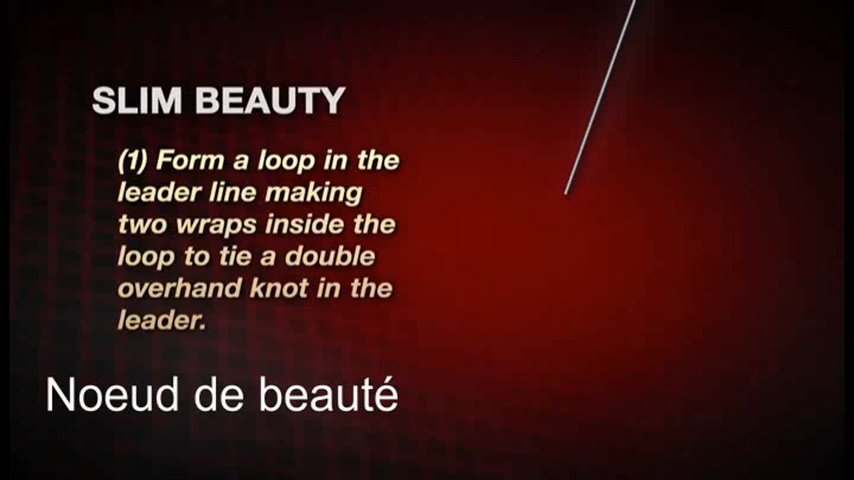 SLIM BEAUTY
(1) Form a loop in the
leader line making
two wraps inside the
loop to tie a double
overhand knot in the
leader.
Noeud de beauté